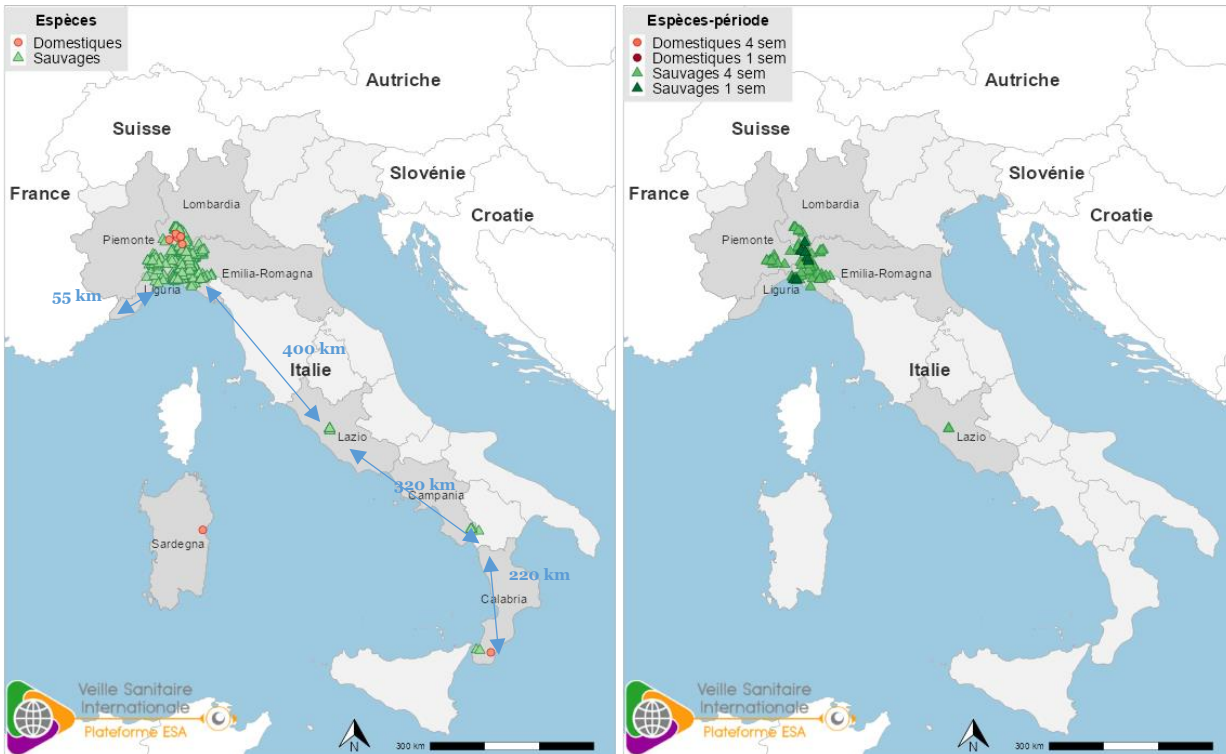 Espèces
Domestiques
Sauvages
Autriche
Suisse
Slovénie
France
Lombardia
Croatie
Piemonte
Emilia-Romagna
55 km
Liguria
400 km
Italie
Lazio
320 km
Campania
Sardegna
220 km
Calabria
Veille Sanitaire
Internationale
Plateforme ESA
N
300 km
Espèces-période
Domestiques 4 sem
Domestiques 1 sem
Sauvages 4 sem
Sauvages 1 sem
Autriche
Suisse
Slovénie
France
Lombardia
Croatie
Piemonte
Emilia-Romagna
Liguria
Italie
Lazio
Veille Sanitaire
Internationale
Plateforme ESA
N
300 km